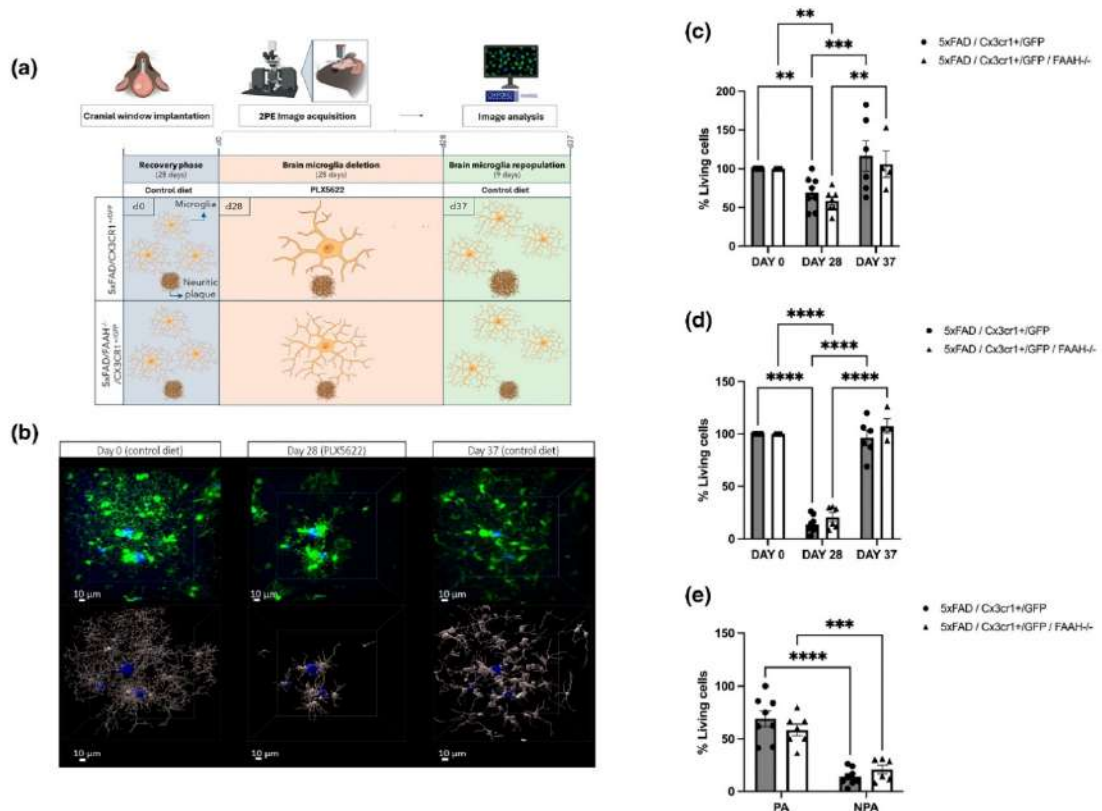 (a)
Cranial window implantation
2PE Image acquisition
Image analysis
d0
d28
d37
Recovery phase
(28 days)
Brain microglia deletion
(28 days)
Brain microglia repopulation
(9 days)
Control diet
PLX5622
Control diet
5xFAD/CX3CR1+/GFP
d0
Microglia
Neuritic
plaque
d28
d37
5xFAD/FAAH-/-
/CX3CR1+/GFP
(b)
Day 0 (control diet)
Day 28 (PLX5622)
Day 37 (control diet)
10 µm
10 µm
10 µm
10 µm
10 µm
10 µm
(c)
5xFAD / Cx3cr1+/GFP
5xFAD / Cx3cr1+/GFP / FAAH-/-
**
***
**
**
% Living cells
200
150
100
50
0
DAY 0
DAY 28
DAY 37
(d)
5xFAD / Cx3cr1+/GFP
5xFAD / Cx3cr1+/GFP / FAAH-/-
****
****
****
****
% Living cells
150
100
50
0
DAY 0
DAY 28
DAY 37
(e)
5xFAD / Cx3cr1+/GFP
5xFAD / Cx3cr1+/GFP / FAAH-/-
***
****
% Living cells
150
100
50
0
PA
NPA